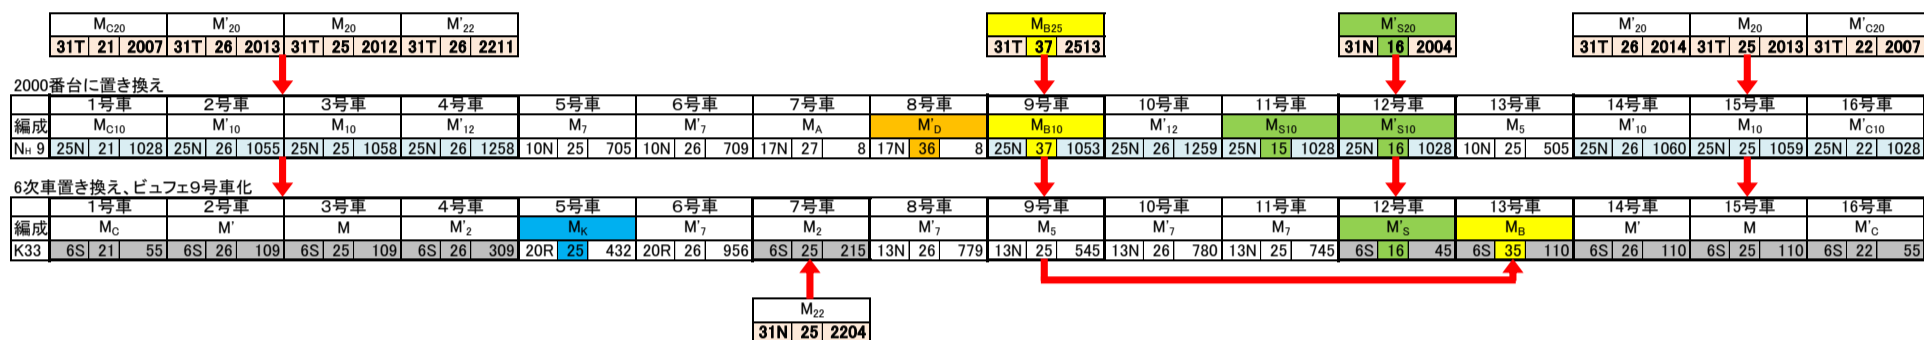 MC20 M'20 M20 M'22 MB25 M'S20 M'20 M20 M'C20
31T 21 2007 31T 26 2013 31T 25 2012 31T 26 2211 31T 37 2513 31N 16 2004 31T 26 2014 31T 25 2013 31T 22 2007
2000番台に置き換え
1号車 2号車 3号車 4号車 5号車 6号車 7号車 8号車 9号車 10号車 11号車 12号車 13号車 14号車 15号車 16号車
編成 MC10 M'10 M10 M'12 M7 M'7 MA M'D MB10 M'12 MS10 M'S10 M5 M'10 M10 M'C10
NH 9 25N 21 1028 25N 26 1055 25N 25 1058 25N 26 1258 10N 25 705 10N 26 709 17N 27 8 17N 36 8 25N 37 1053 25N 26 1259 25N 15 1028 25N 16 1028 10N 25 505 25N 26 1060 25N 25 1059 25N 22 1028
6次車置き換え、ビュフェ9号車化
1号車 2号車 3号車 4号車 5号車 6号車 7号車 8号車 9号車 10号車 11号車 12号車 13号車 14号車 15号車 16号車
編成 MC M' M M'2 MK M'7 M2 M'7 M5 M'7 M7 M'S MB M' M M'C
K33 6S 21 55 6S 26 109 6S 25 109 6S 26 309 20R 25 432 20R 26 956 6S 25 215 13N 26 779 13N 25 545 13N 26 780 13N 25 745 6S 16 45 6S 35 110 6S 26 110 6S 25 110 6S 22 55
M22
31N 25 2204